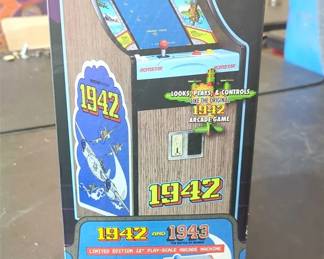 1942
LOOKS, PLAYS, & CONTROLS
LIKE THE ORIGINAL
1942
ARCADE GAME
1942
1942 AND 1943
LIMITED EDITION 12" PLAY-SCALE ARCADE MACHINE